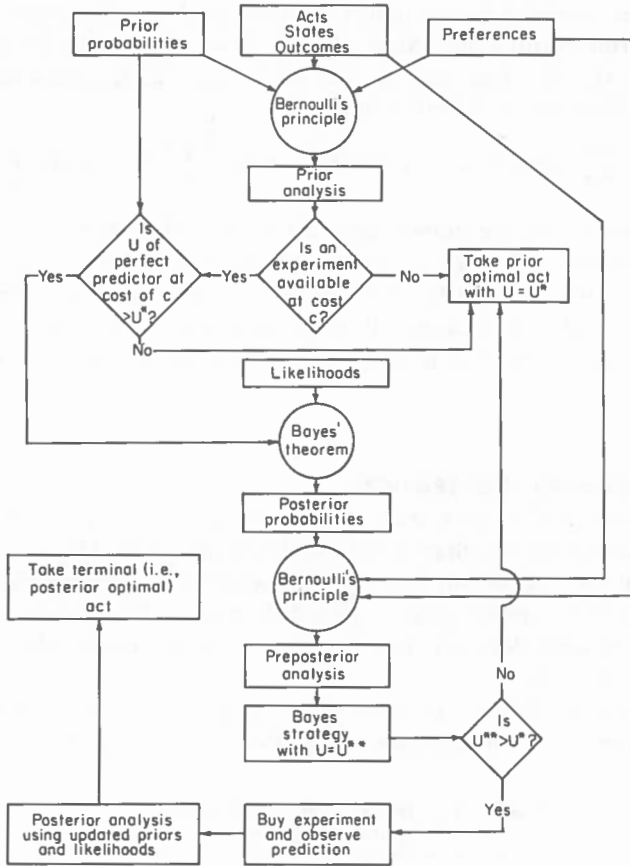 Prior
probabilities
Acts
States
Outcomes
Preferences
Bernoulli's
principle
Prior
analysis
Is
U of
perfect
predictor at
cost of c
>U*?
Yes
Is an
experiment
available
at cost
c?
Yes
No
Take prior
optimal act
with U = U*
No
Likelihoods
Bayes'
theorem
Posterior
probabilities
Take terminal (i.e.,
posterior optimal)
act
Bernoulli's
principle
Preposterior
analysis
No
Bayes
strategy
with U=U**
Is
U**>U*?
Yes
Posterior analysis
using updated priors
and likelihoods
Buy experiment
and observe
prediction